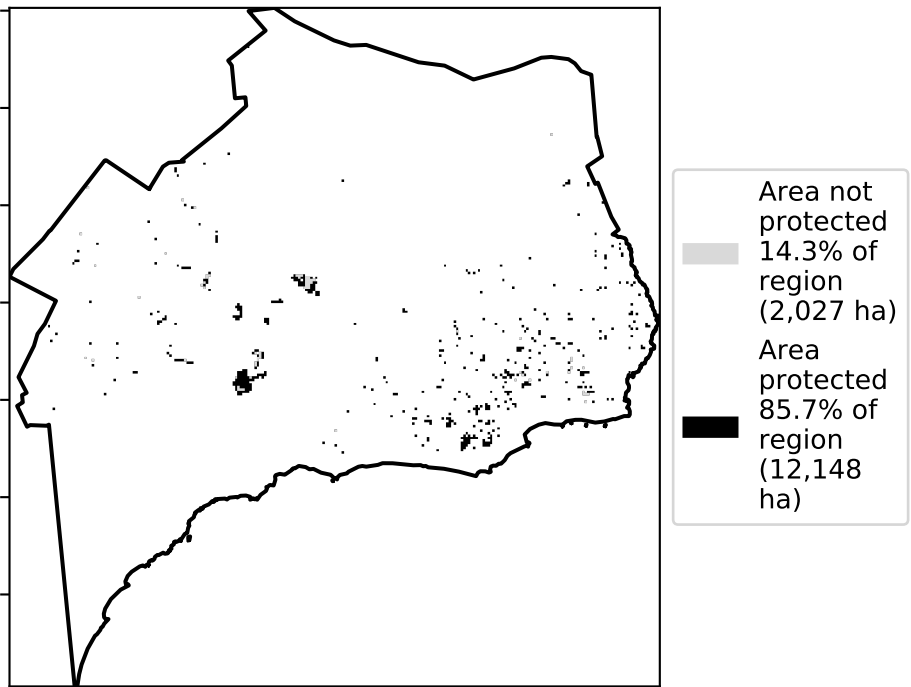 Area not
protected
14.3% of
region
(2,027 ha)
Area
protected
85.7% of
region
(12,148
ha)